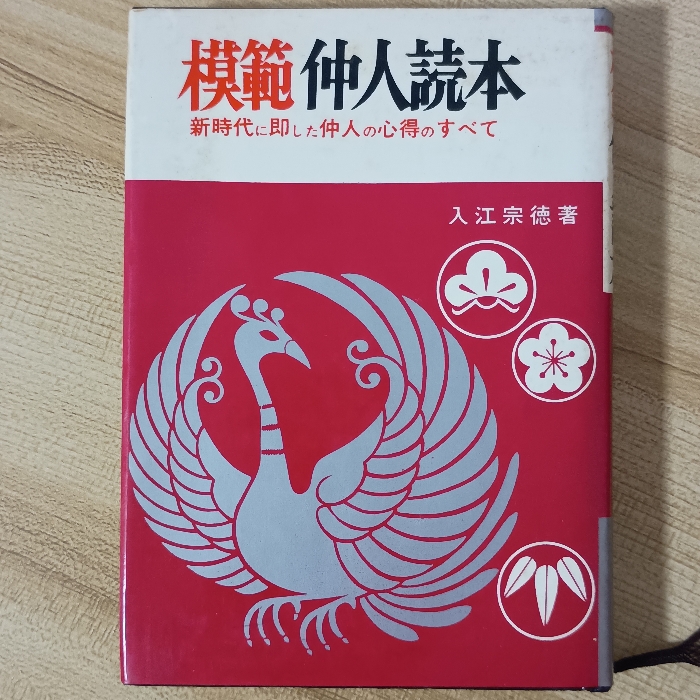 模範 仲人読本
新時代に即した仲人の心得のすべて
入江宗徳著